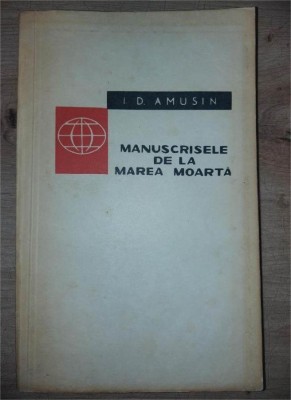 I. D. AMUSIN
MANUSCRISELE
DE LA
MAREA MOARTĂ